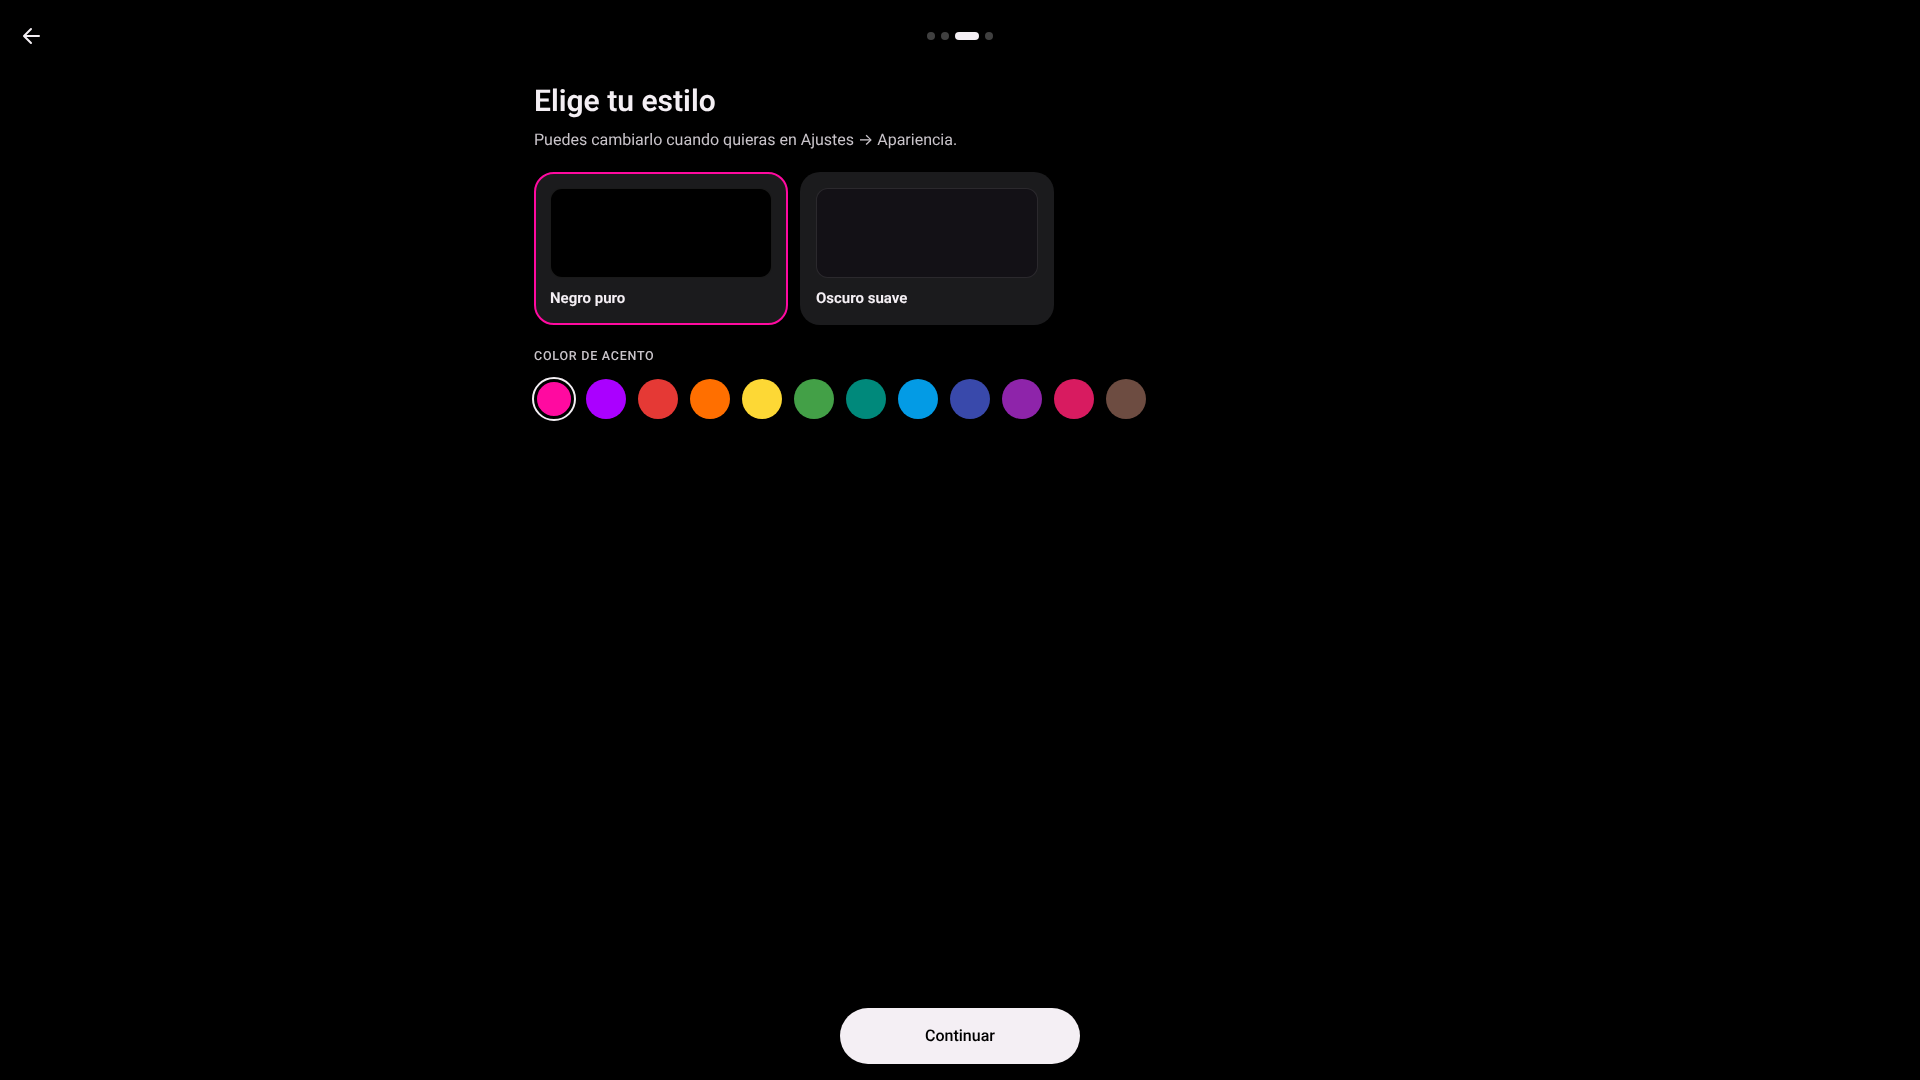 Elige tu estilo
Puedes cambiarlo cuando quieras en Ajustes → Apariencia.
Negro puro
Oscuro suave
COLOR DE ACENTO
Continuar